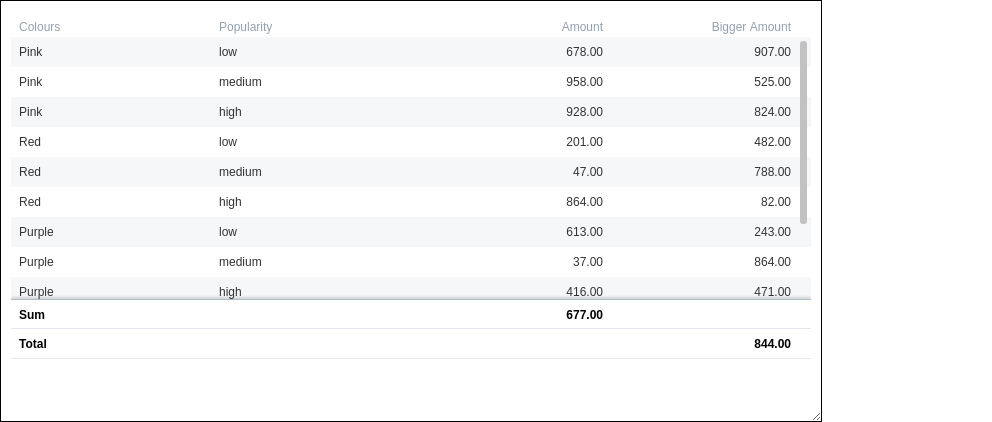 Colours Popularity Amount Bigger Amount
Pink low 678.00 907.00
Pink medium 958.00 525.00
Pink high 928.00 824.00
Red low 201.00 482.00
Red medium 47.00 788.00
Red high 864.00 82.00
Purple low 613.00 243.00
Purple medium 37.00 864.00
Purple high 416.00 471.00
Sum 677.00
Total 844.00